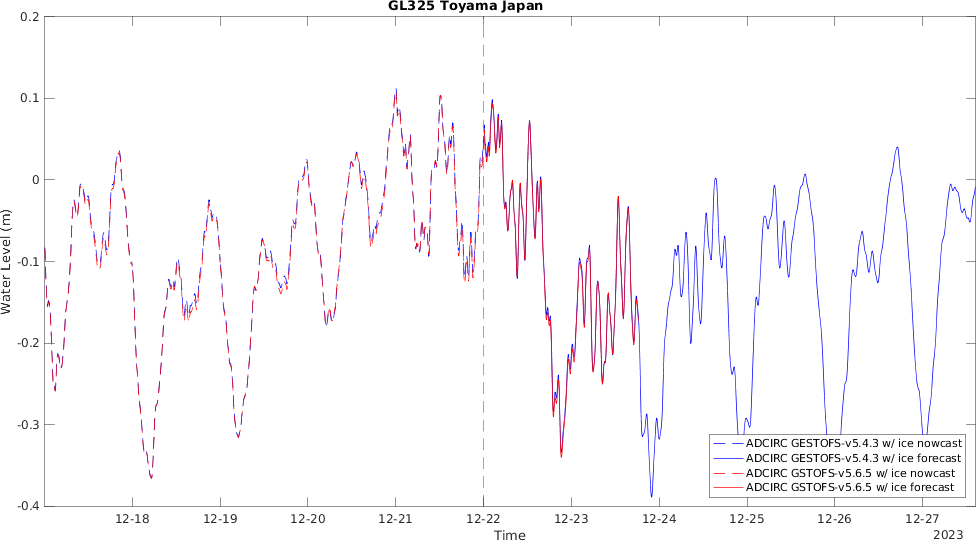 GL325 Toyama Japan
0.2
0.1
0
-0.1
-0.2
-0.3
-0.4
Water Level (m)
12-18
12-19
12-20
12-21
12-22
12-23
12-24
12-25
12-26
12-27
Time
2023
ADCIRC GESTOFS-v5.4.3 w/ ice nowcast
ADCIRC GESTOFS-v5.4.3 w/ ice forecast
ADCIRC GSTOFS-v5.6.5 w/ ice nowcast
ADCIRC GSTOFS-v5.6.5 w/ ice forecast